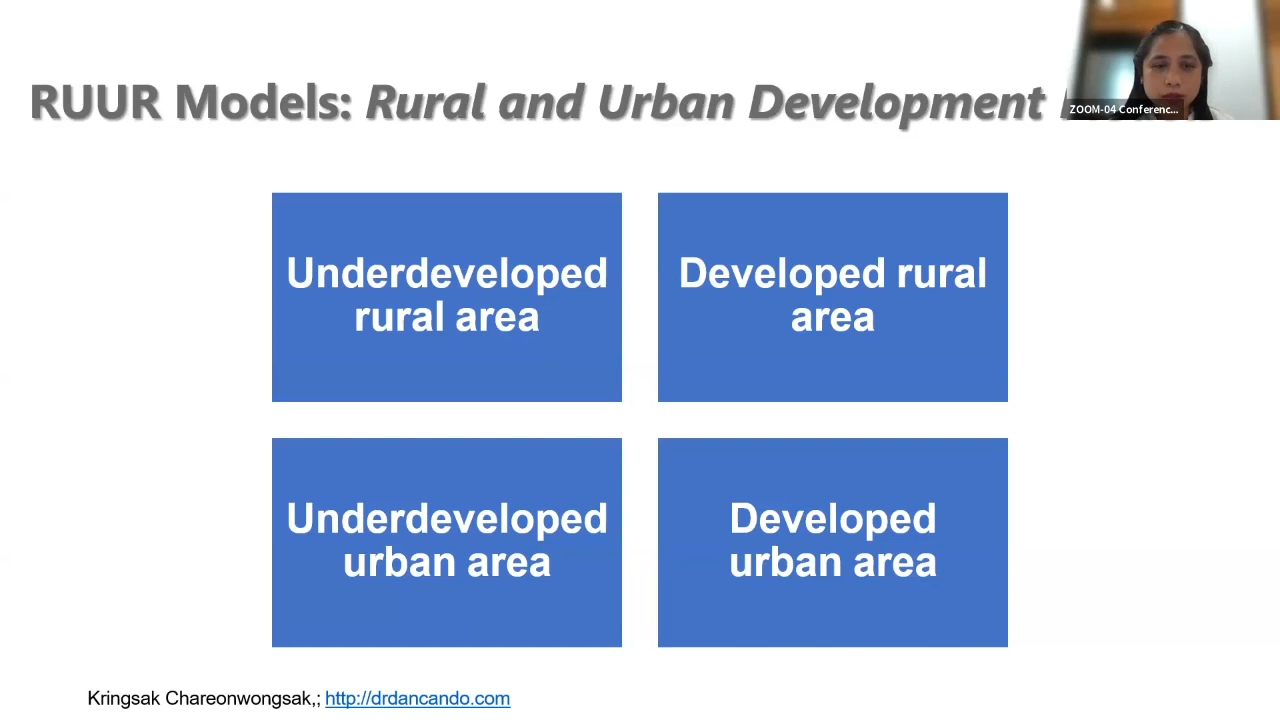 RUUR Models: Rural and Urban Development
ZOOM-04 Conferenc...
Underdeveloped
rural area
Developed rural
area
Underdeveloped
urban area
Developed
urban area
Kringsak Chareonwongsak,; http://drdancando.com